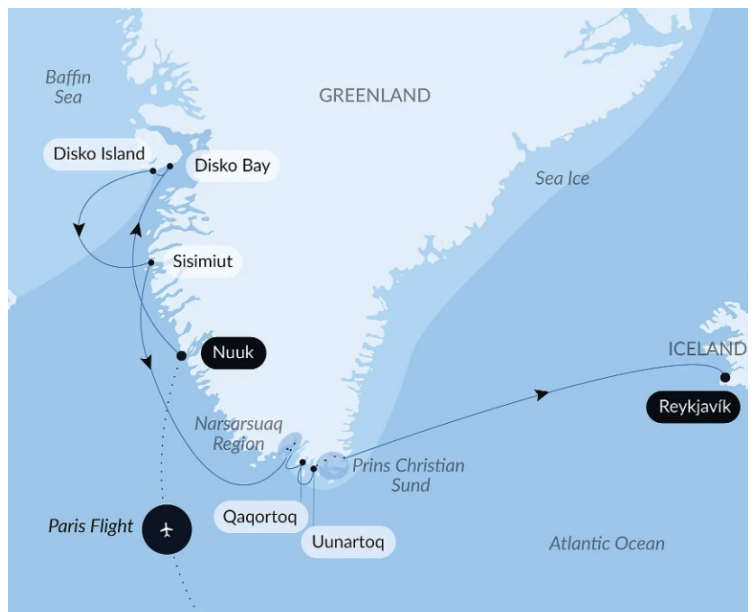 Baffin
Sea
GREENLAND
Disko Island
Disko Bay
Sea Ice
Sisimiut
Nuuk
ICELAND
Reykjavík
Narsarsuaq
Region
Prins Christian
Sund
Qaqortoq
Paris Flight
Uunartoq
Atlantic Ocean